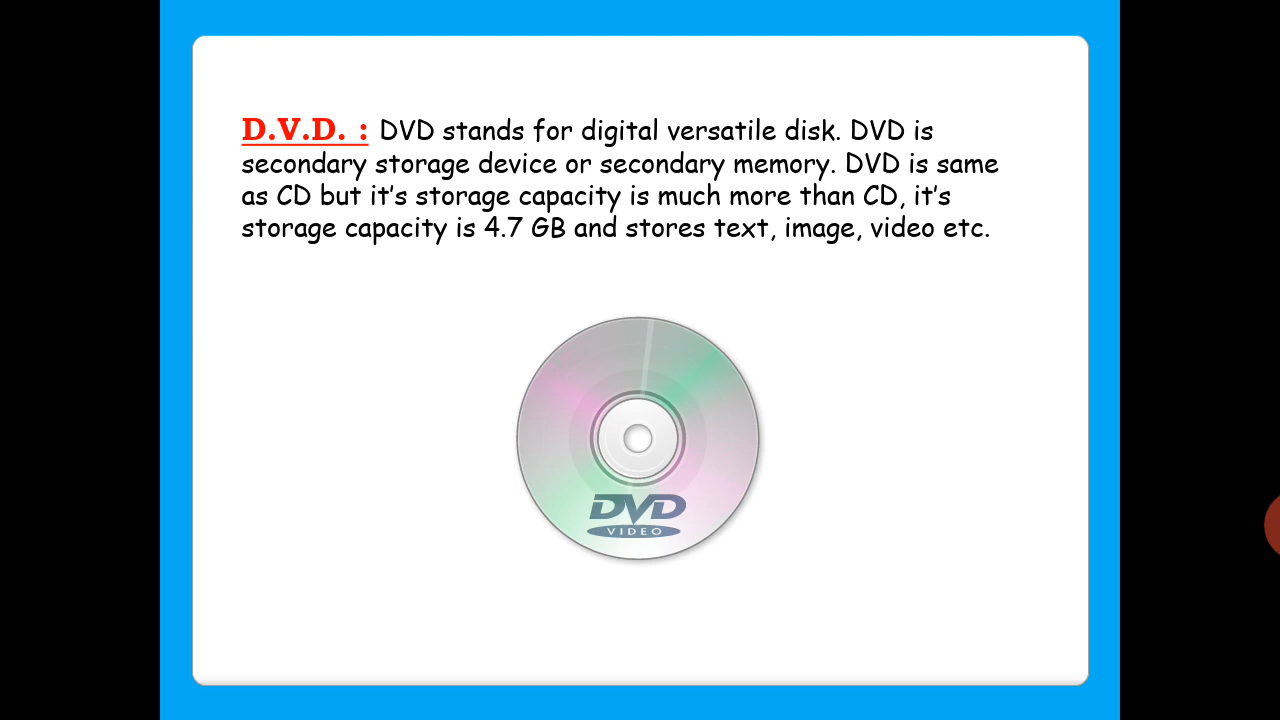 D.V.D. : DVD stands for digital versatile disk. DVD is
secondary storage device or secondary memory. DVD is same
as CD but it’s storage capacity is much more than CD, it’s
storage capacity is 4.7 GB and stores text, image, video etc.
DVD
VIDEO